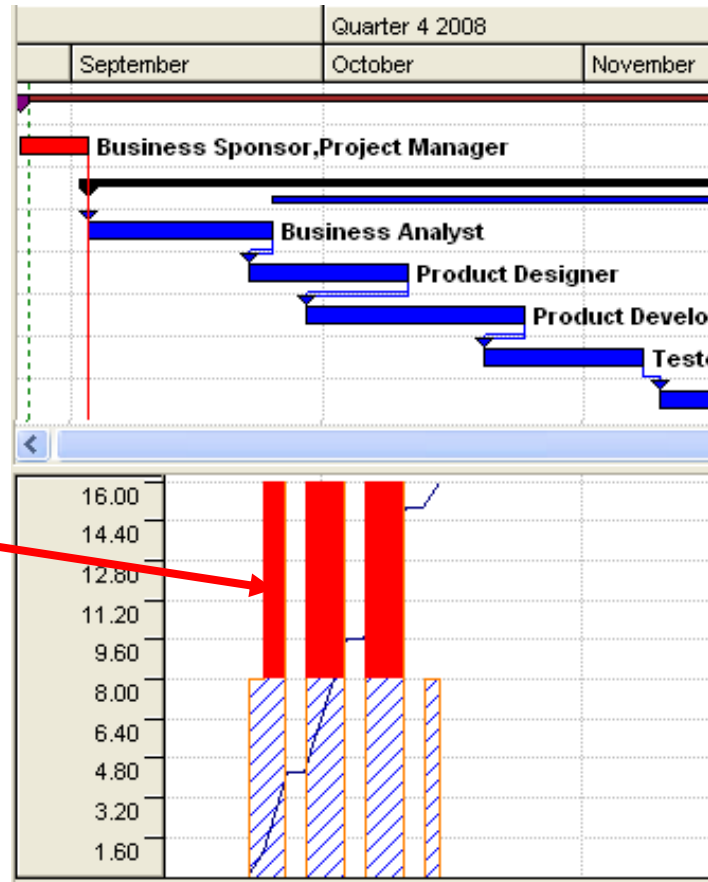 Quarter 4 2008
September October November
Business Sponsor,Project Manager
Business Analyst
Product Designer
Product Develo
Teste
16.00
14.40
12.80
11.20
9.60
8.00
6.40
4.80
3.20
1.60